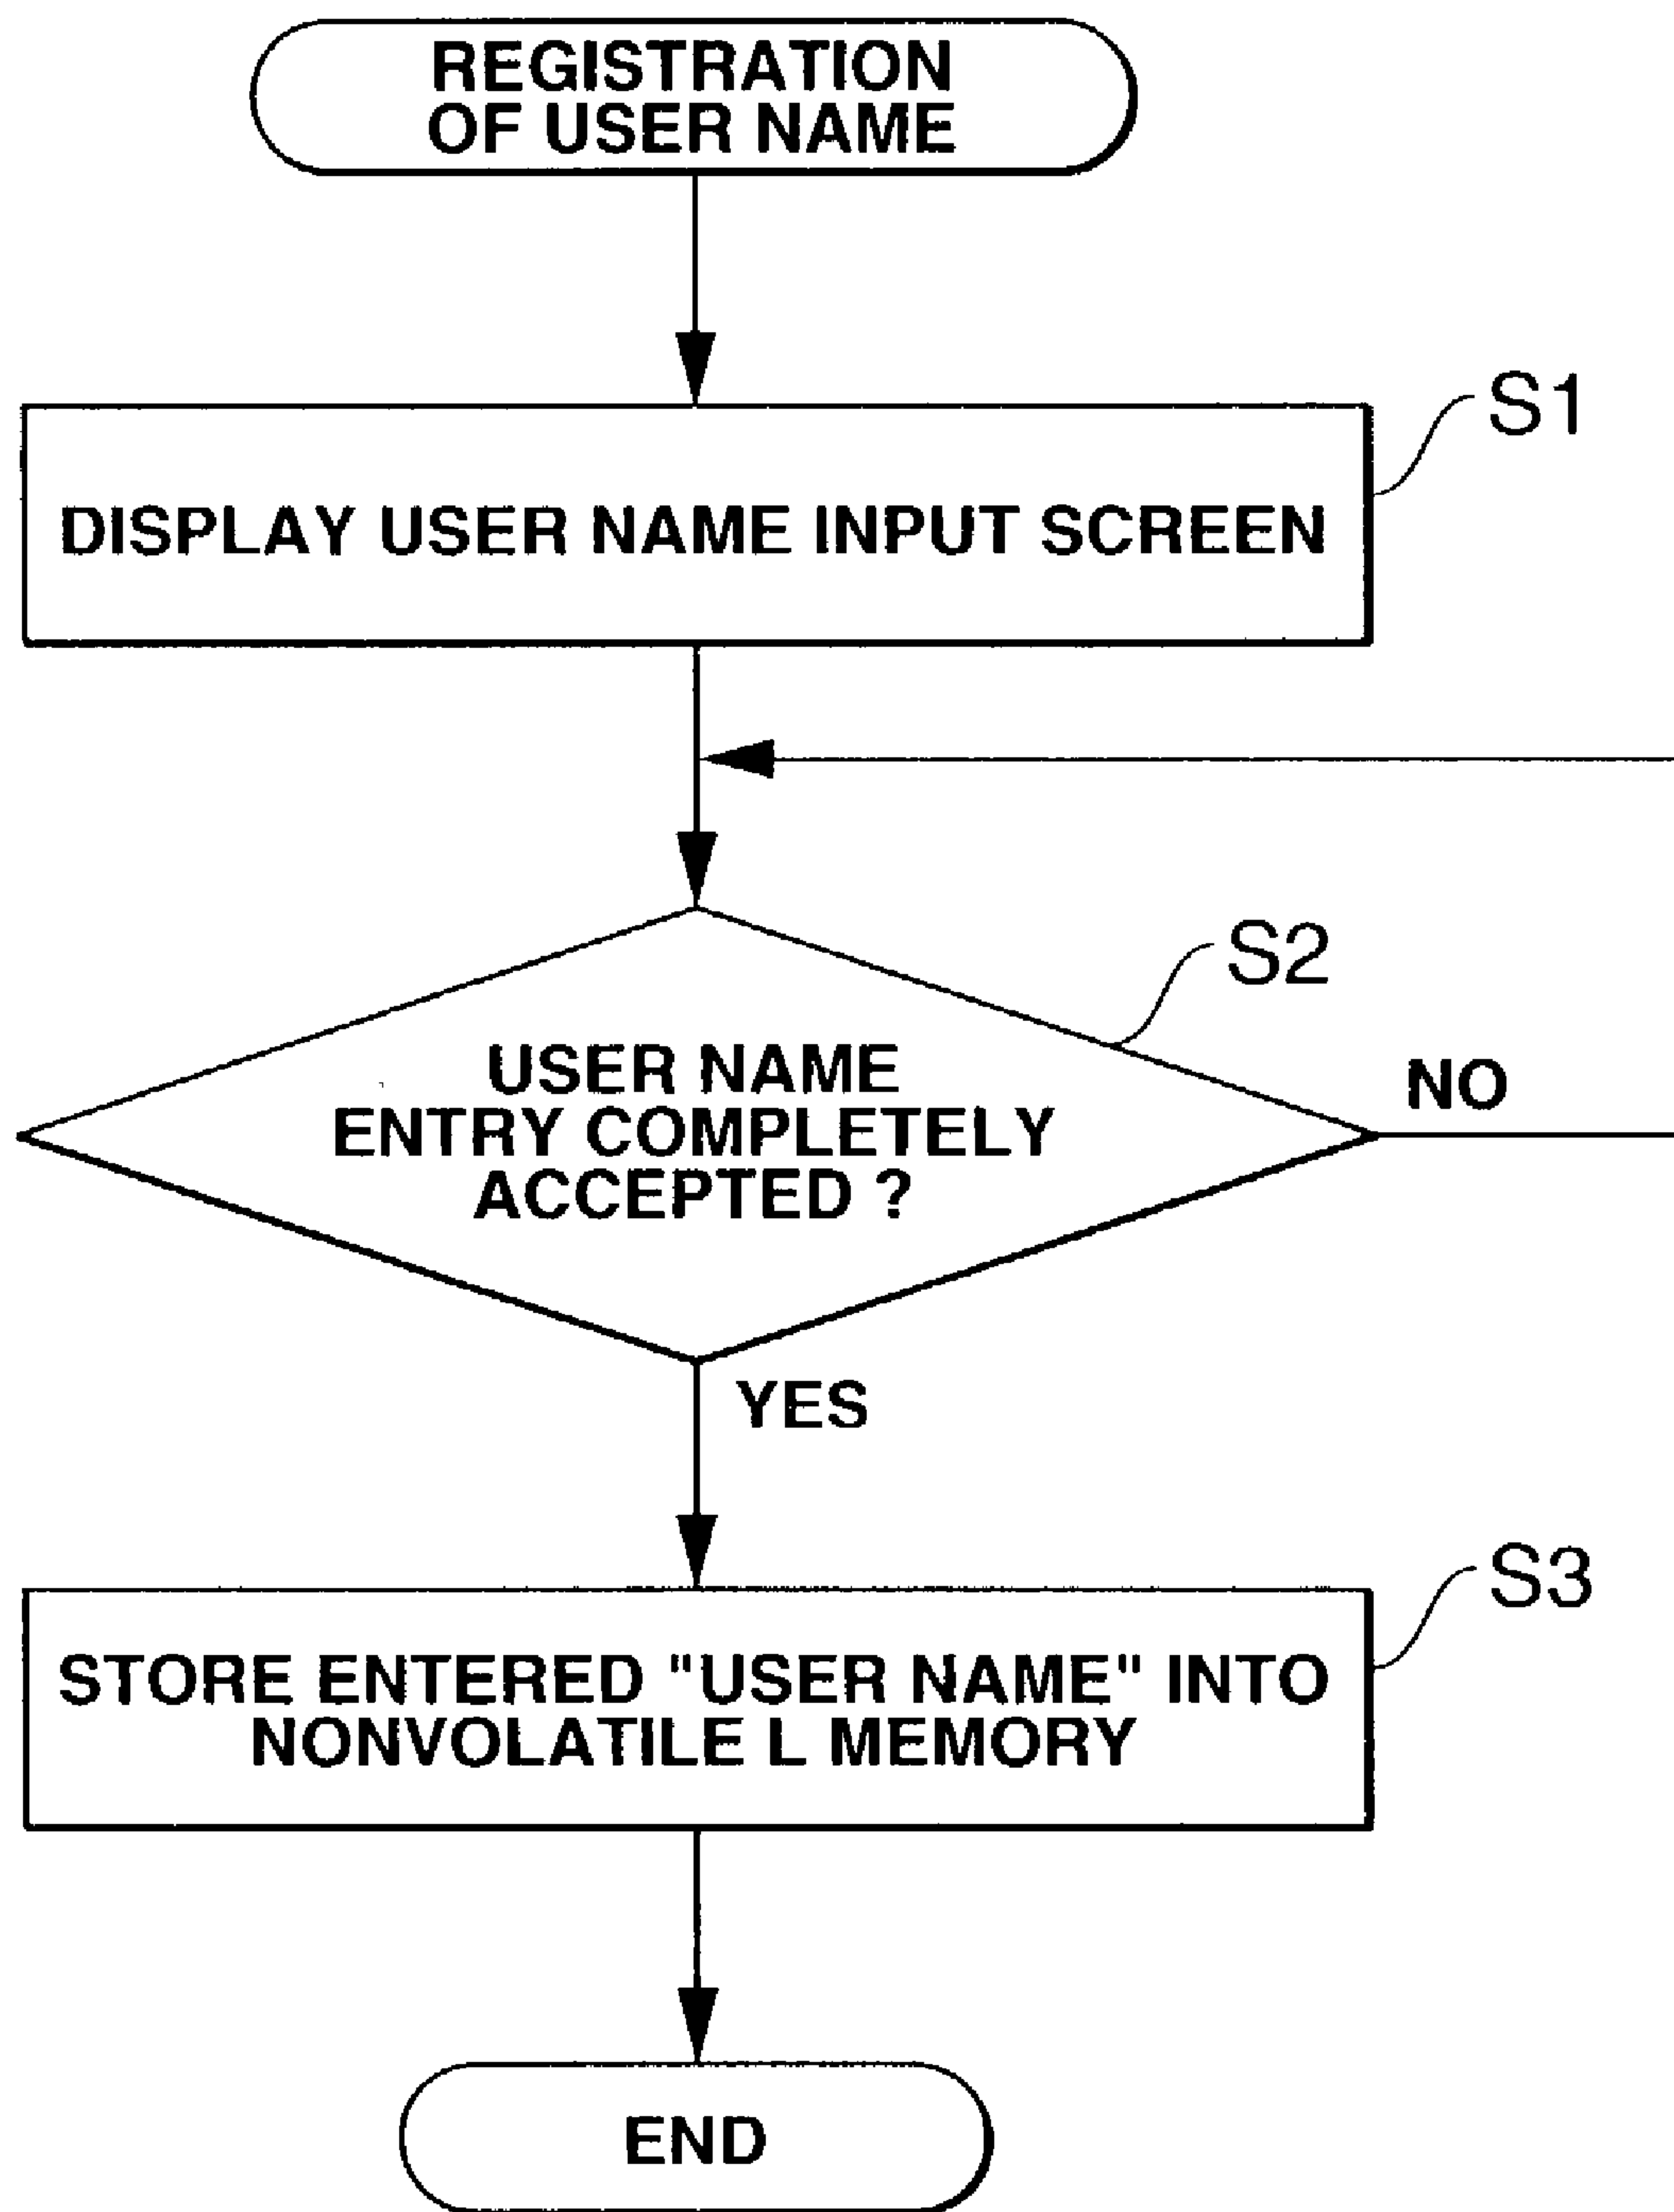 REGISTRATION
OF USER NAME
S1
DISPLAY USER NAME INPUT SCREEN
S2
USER NAME
ENTRY COMPLETELY
ACCEPTED ?
NO
YES
S3
STORE ENTERED "USER NAME" INTO
NONVOLATILE L MEMORY
END